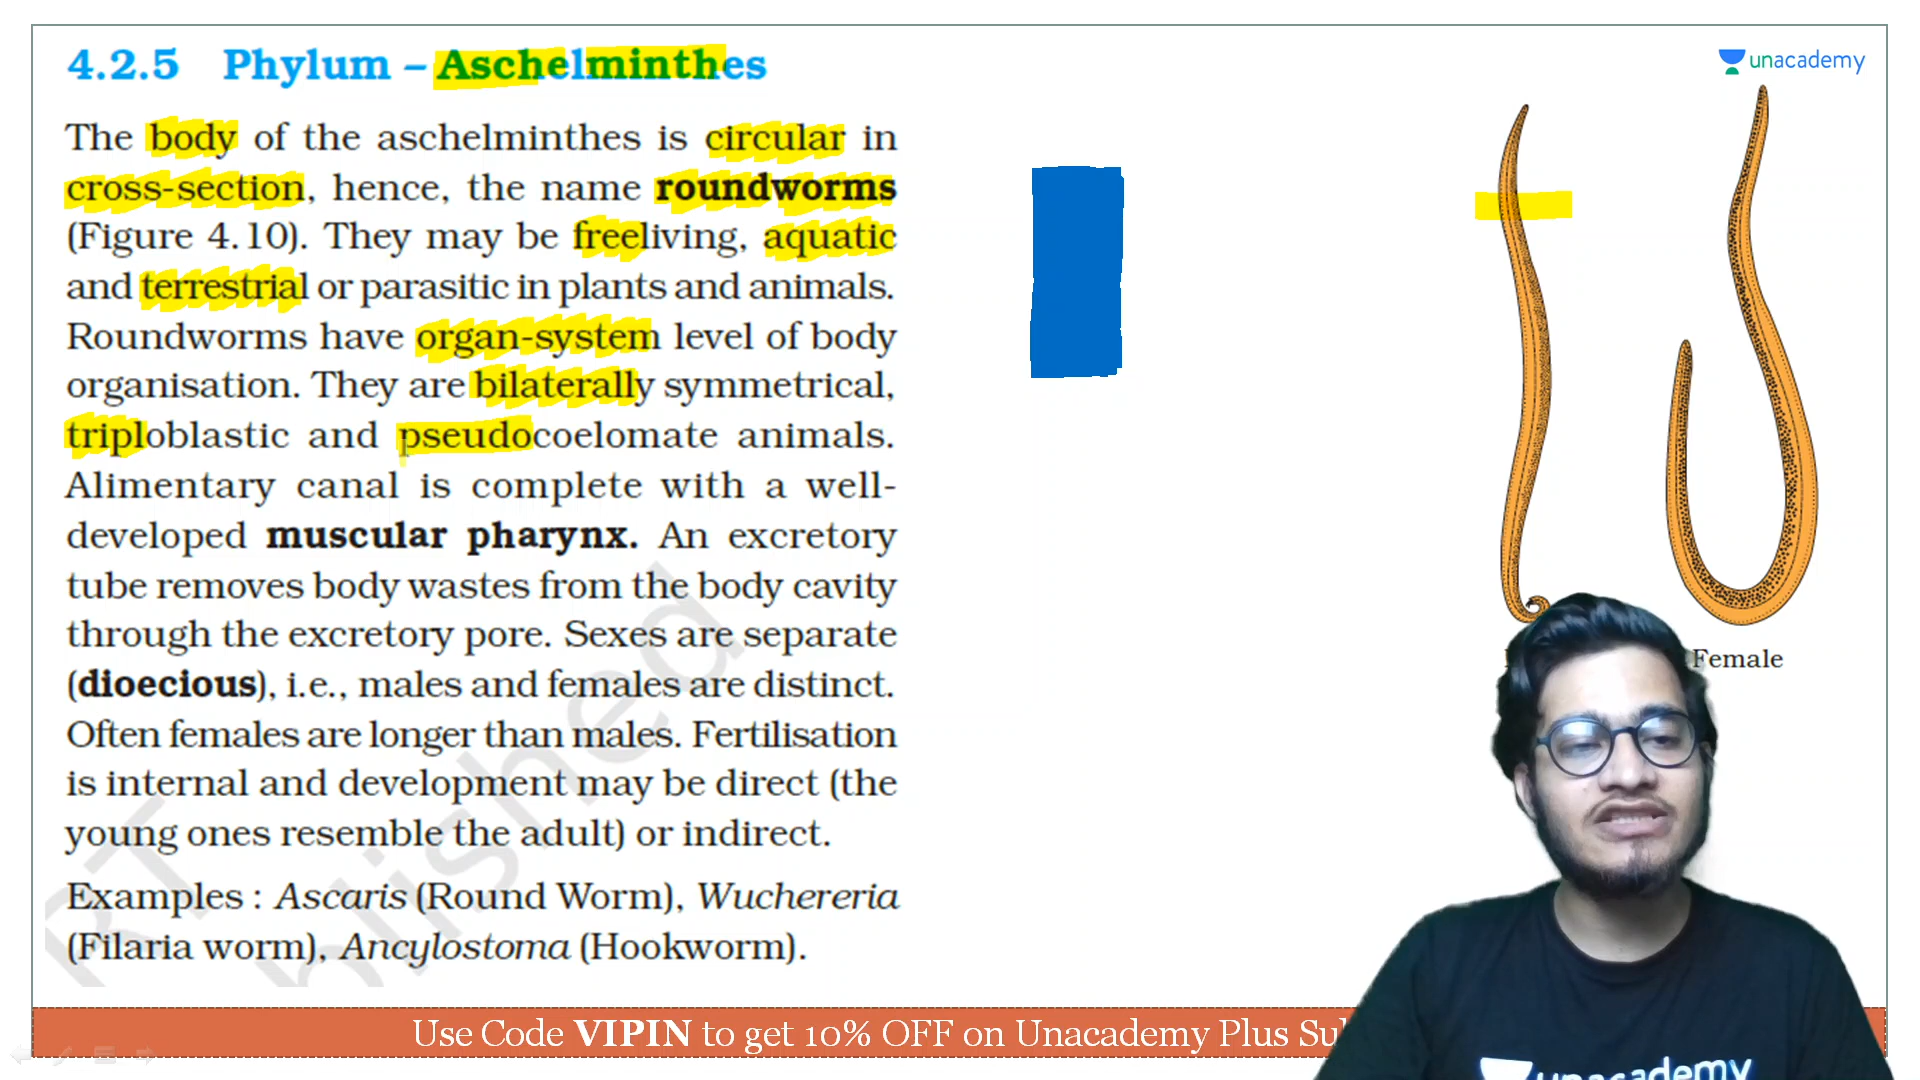 4.2.5 Phylum – Aschelminthes
unacademy
The body of the aschelminthes is circular in
cross-section, hence, the name roundworms
(Figure 4.10). They may be freeliving, aquatic
and terrestrial or parasitic in plants and animals.
Roundworms have organ-system level of body
organisation. They are bilaterally symmetrical,
triploblastic and pseudocoelomate animals.
Alimentary canal is complete with a well-
developed muscular pharynx. An excretory
tube removes body wastes from the body cavity
through the excretory pore. Sexes are separate
(dioecious), i.e., males and females are distinct.
Often females are longer than males. Fertilisation
is internal and development may be direct (the
young ones resemble the adult) or indirect.
Examples : Ascaris (Round Worm), Wuchereria
(Filaria worm), Ancylostoma (Hookworm).
Female
Use Code VIPIN to get 10% OFF on Unacademy Plus
unacademy